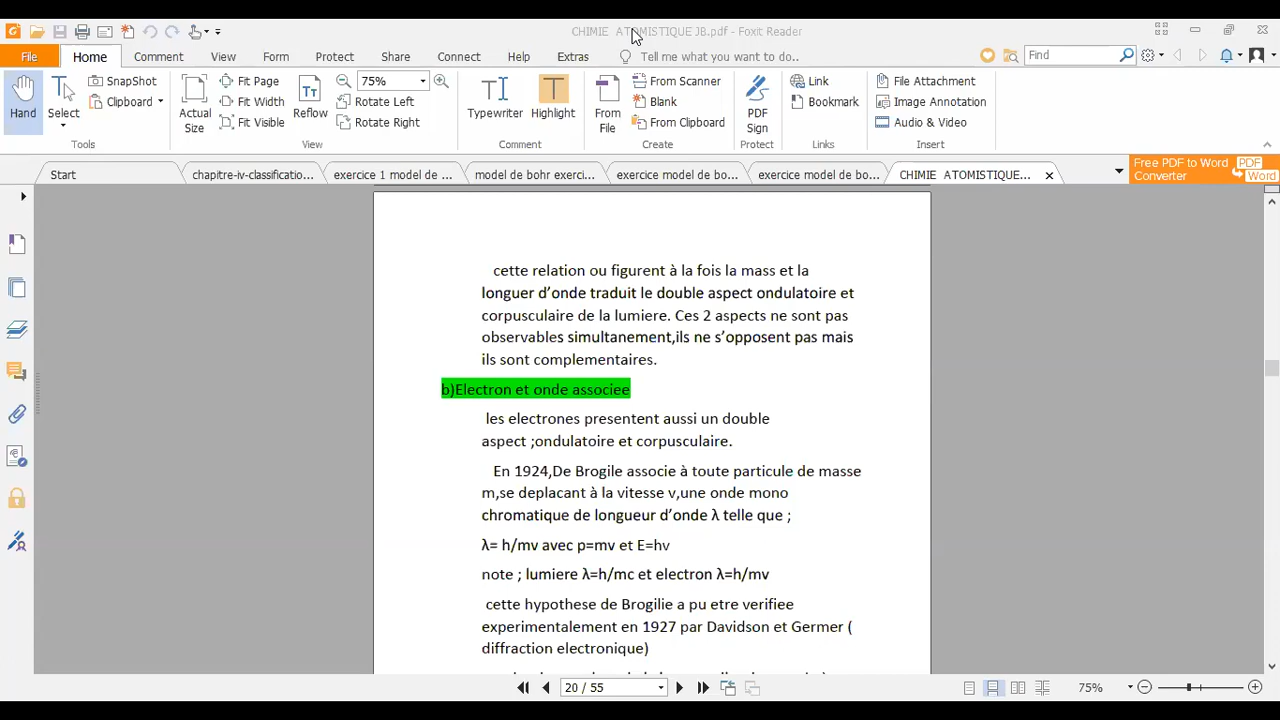 CHIMIE ATOMISTIQUE JB.pdf - Foxit Reader
File Home Comment View Form Protect Share Connect Help Extras Tell me what you want to do.. Find
Hand Select SnapShot Clipboard
Tools
Actual Size Fit Page Fit Width Fit Visible Reflow 75% Rotate Left Rotate Right
View
Typewriter Highlight
Comment
From File From Scanner Blank From Clipboard
Create
PDF Sign
Protect
Link Bookmark
Links
File Attachment Image Annotation Audio & Video
Insert
Start chapitre-iv-classificatio... exercice 1 model de ... model de bohr exerci... exercice model de bo... exercice model de bo... CHIMIE ATOMISTIQUE...
Free PDF to Word Converter PDF Word
cette relation ou figurent à la fois la mass et la
longuer d’onde traduit le double aspect ondulatoire et
corpusculaire de la lumiere. Ces 2 aspects ne sont pas
observables simultanement,ils ne s’opposent pas mais
ils sont complementaires.
b)Electron et onde associee
les electrones presentent aussi un double
aspect ;ondulatoire et corpusculaire.
En 1924,De Brogile associe à toute particule de masse
m,se deplacant à la vitesse v,une onde mono
chromatique de longueur d’onde λ telle que ;
λ= h/mv avec p=mv et E=hv
note ; lumiere λ=h/mc et electron λ=h/mv
cette hypothese de Brogilie a pu etre verifiee
experimentalement en 1927 par Davidson et Germer (
diffraction electronique)
20 / 55 75%